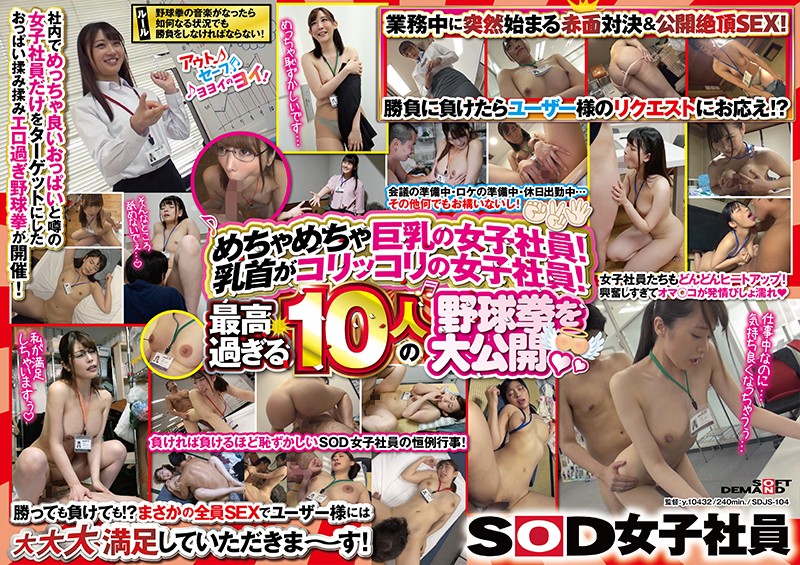 社内でめっちゃ良いおっぱいと噂の
女子社員だけをターゲットにした
おっぱい揉み揉みエロ過ぎ野球拳が開催！
ルール
野球拳の音楽がなったら
如何なる状況でも
勝負をしなければならない！
アウト♪
セーフ♪
♪ヨヨイのヨイ！
めっちゃ恥ずかしいです…
業務中に突然始まる赤面対決&公開絶頂SEX！
勝負に負けたらユーザー様のリクエストにお応え！？
そんなところ
舐めないでぇ…♡
会議の準備中・ロケの準備中・休日出勤中…
その他何でもお構いないし！
めちゃめちゃ巨乳の女子社員！
乳首がコリッコリの女子社員！
最高過ぎる10人の野球拳を大公開♥♥
女子社員たちもどんどんヒートアップ！
興奮しすぎてオマ○コが発情びしょ濡れ♥
私が満足
しちゃいますぅ♡
仕事中なのに…
気持ち良くなっちゃうぅ…
負ければ負けるほど恥ずかしいSOD女子社員の恒例行事！
勝っても負けても！？まさかの全員SEXでユーザー様には
大大大満足していただきま〜〜す！
SOFT
DEMAND
監督:y.10432/240min./SDJS-104
SOD女子社員